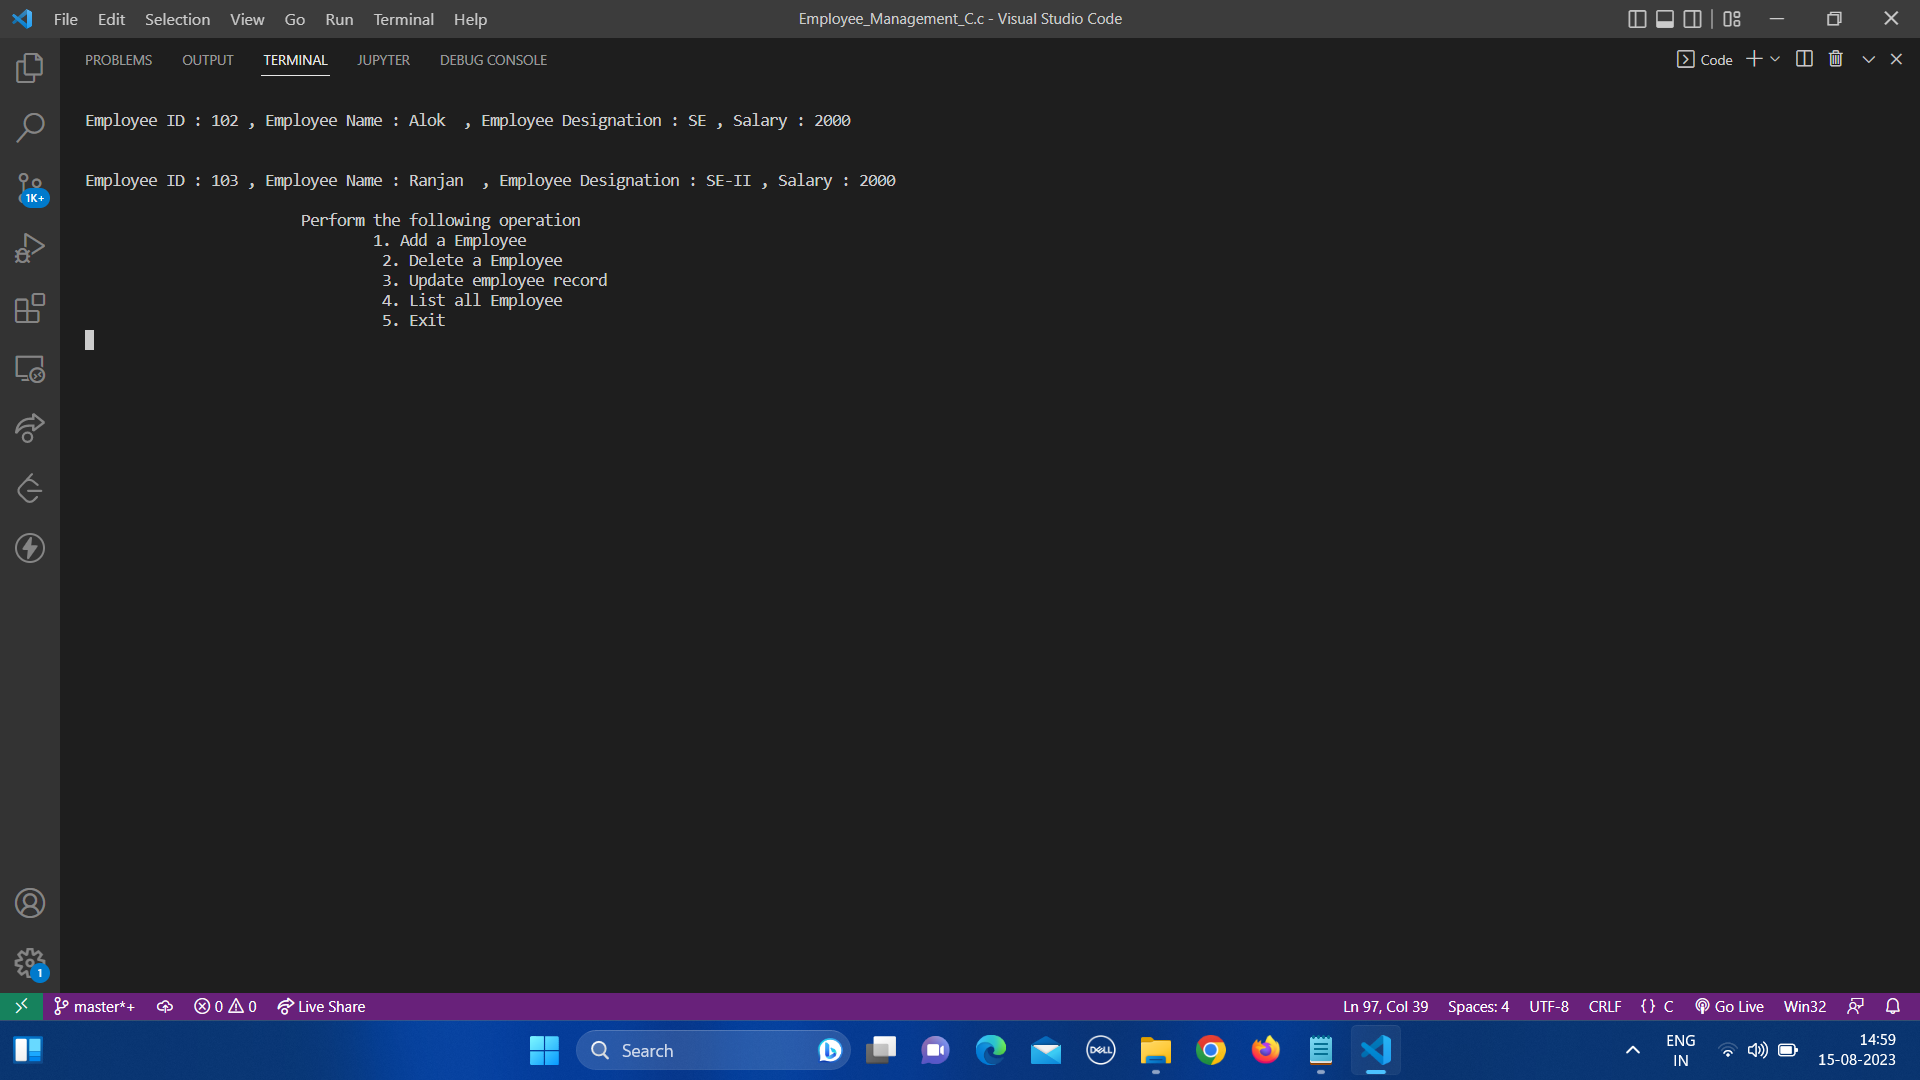 File Edit Selection View Go Run Terminal Help Employee_Management_C.c - Visual Studio Code
PROBLEMS OUTPUT TERMINAL JUPYTER DEBUG CONSOLE Code
Employee ID : 102 , Employee Name : Alok  , Employee Designation : SE , Salary : 2000
Employee ID : 103 , Employee Name : Ranjan  , Employee Designation : SE-II , Salary : 2000
Perform the following operation
1. Add a Employee
2. Delete a Employee
3. Update employee record
4. List all Employee
5. Exit
1K+
1
master*+ 0 0 Live Share Ln 97, Col 39 Spaces: 4 UTF-8 CRLF {} C Go Live Win32
Search DELL ENG 14:59
IN 15-08-2023